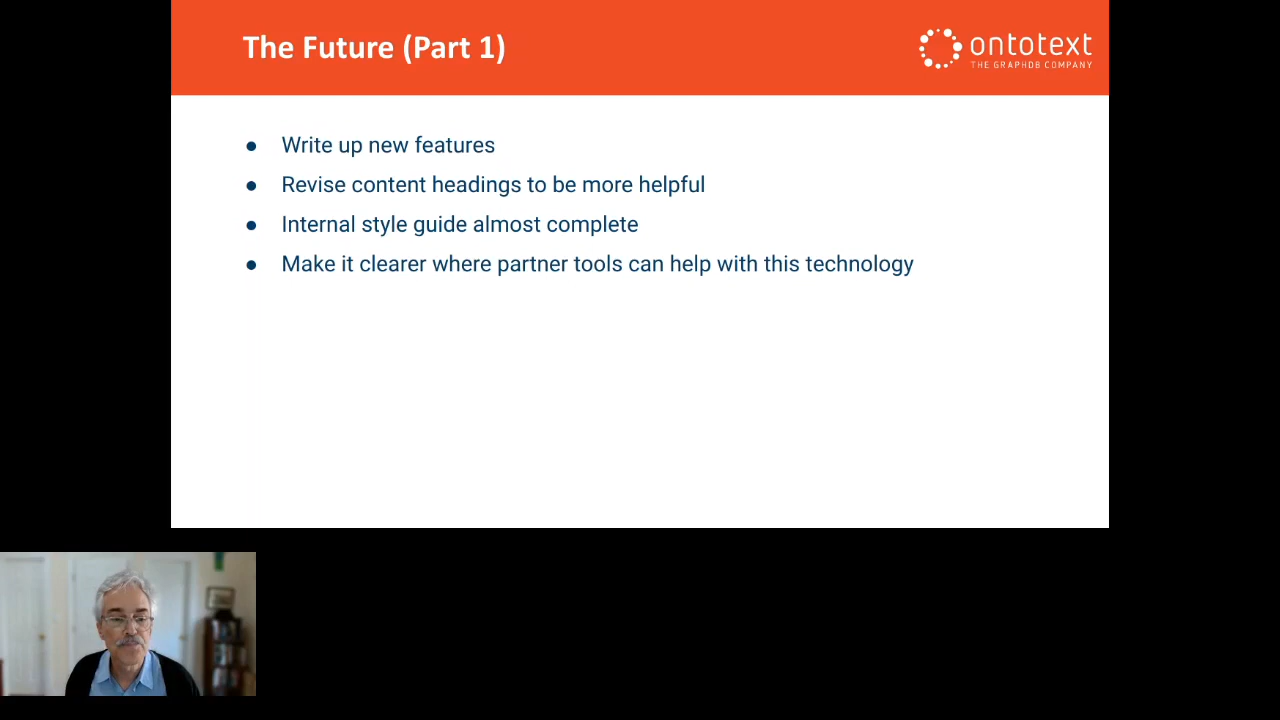 The Future (Part 1)
ontotext
THE GRAPHDB COMPANY
● Write up new features
● Revise content headings to be more helpful
● Internal style guide almost complete
● Make it clearer where partner tools can help with this technology